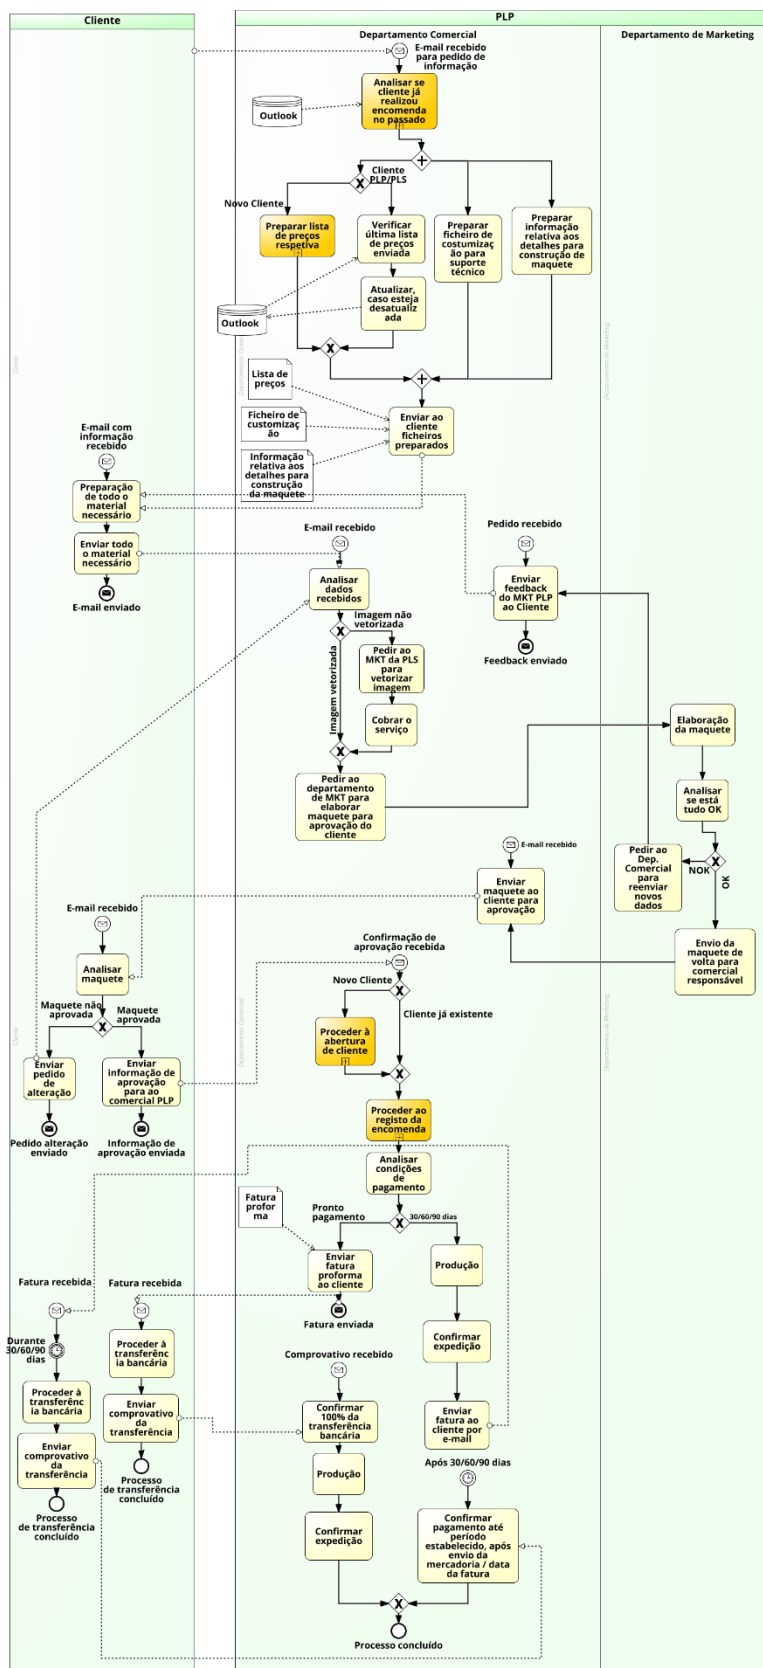 Cliente
PLP
Departamento Comercial
Departamento de Marketing
E-mail recebido
para pedido de
informação
Analisar se
cliente já
realizou
encomenda
no passado
Outlook
Cliente
PLP/PLS
Novo Cliente
Preparar lista
de preços
respetiva
Verificar
última lista
de preços
enviada
Preparar
ficheiro de
costumizaç
ão para
suporte
técnico
Preparar
informação
relativa aos
detalhes para
construção de
maquete
Atualizar,
caso esteja
desatualiz
ada
Outlook
Cliente
Departamento Comercial
Departamento de Marketing
Lista de
preços
Ficheiro de
customizaç
ão
Informação
relativa aos
detalhes para
construção
da maquete
Enviar ao
cliente
ficheiros
preparados
E-mail com
informação
recebido
Preparação
de todo o
material
necessário
Enviar todo
o material
necessário
E-mail enviado
E-mail recebido
Analisar
dados
recebidos
Imagem não
vetorizada
Imagem vetorizada
Pedir ao
MKT da PLS
para
vetorizar
imagem
Cobrar o
serviço
Pedir ao
departamento
de MKT para
elaborar
maquete para
aprovação do
cliente
Pedido recebido
Enviar
feedback
do MKT PLP
ao Cliente
Feedback enviado
Elaboração
da maquete
Analisar
se está
tudo OK
NOK
OK
Pedir ao
Dep.
Comercial
para
reenviar
novos
dados
Envio da
maquete de
volta para
comercial
responsável
E-mail recebido
Enviar
maquete ao
cliente para
aprovação
E-mail recebido
Analisar
maquete
Maquete não
aprovada
Maquete
aprovada
Enviar
pedido
de
alteração
Enviar
informação
de aprovação
para ao
comercial PLP
Pedido alteração
enviado
Informação de
aprovação enviada
Cliente
Departamento Comercial
Departamento de Marketing
Confirmação de
aprovação recebida
Novo Cliente
Cliente já existente
Proceder à
abertura
de cliente
Proceder ao
registo da
encomenda
Analisar
condições
de
pagamento
Pronto
pagamento
30/60/90 dias
Fatura
profor
ma
Enviar
fatura
proforma
ao cliente
Fatura enviada
Produção
Confirmar
expedição
Enviar
fatura ao
cliente por
e-mail
Fatura recebida
Durante
30/60/90
dias
Proceder à
transferênc
ia bancária
Enviar
comprovativo
da
transferência
Processo
de transferência
concluído
Fatura recebida
Proceder à
transferênc
ia bancária
Enviar
comprovativo
da
transferência
Processo
de transferência
concluído
Comprovativo recebido
Confirmar
100% da
transferência
bancária
Produção
Confirmar
expedição
Após 30/60/90 dias
Confirmar
pagamento até
período
estabelecido, após
envio da
mercadoria / data
da fatura
Processo concluído